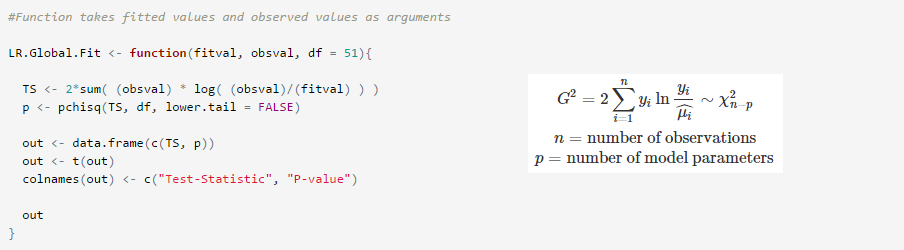 #Function takes fitted values and observed values as arguments
LR.Global.Fit <- function(fitval, obsval, df = 51){
TS <- 2*sum( (obsval) * log( (obsval)/(fitval) ) )
p <- pchisq(TS, df, lower.tail = FALSE)
out <- data.frame(c(TS, p))
out <- t(out)
colnames(out) <- c("Test-Statistic", "P-value")
out
}
G² = 2 ∑ⁿᵢ₌₁ yᵢ ln yᵢ/μ̂ᵢ ~ χ²ₙ₋ₚ
n = number of observations
p = number of model parameters